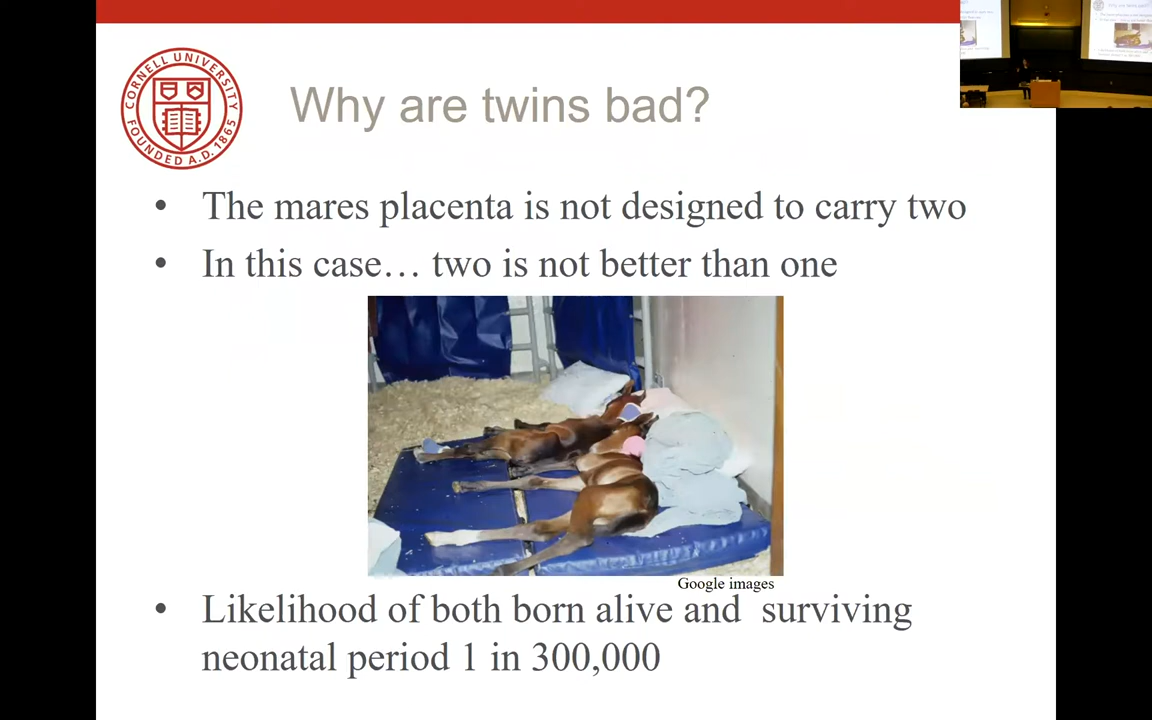 CORNELL UNIVERSITY
FOUNDED A.D. 1865
Why are twins bad?
• The mares placenta is not designed to carry two
• In this case… two is not better than one
Google images
• Likelihood of both born alive and  surviving
neonatal period 1 in 300,000